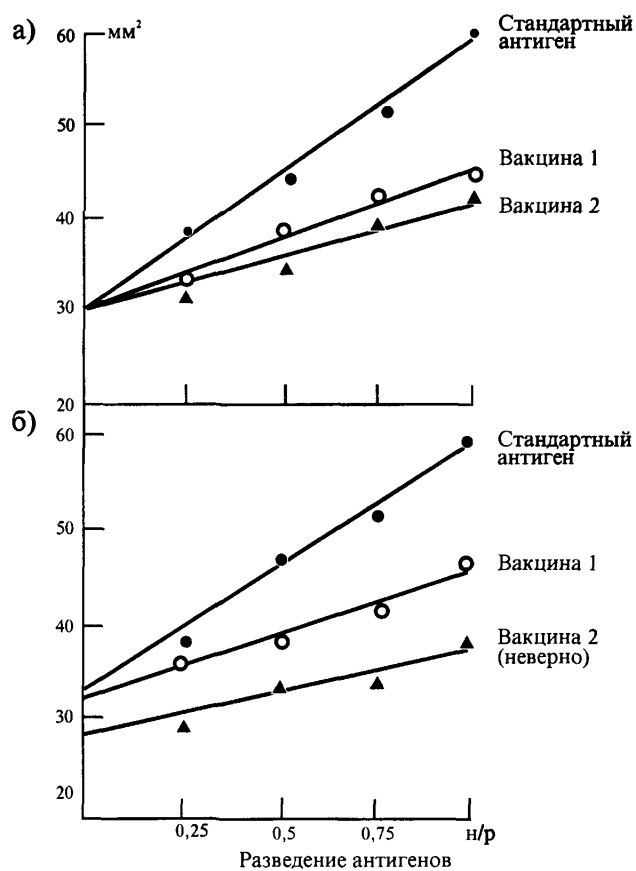 а)
60
мм²
Стандартный
антиген
50
Вакцина 1
Вакцина 2
40
30
20
б)
60
Стандартный
антиген
50
Вакцина 1
40
Вакцина 2
(неверно)
30
20
0,25
0,5
0,75
н/р
Разведение антигенов